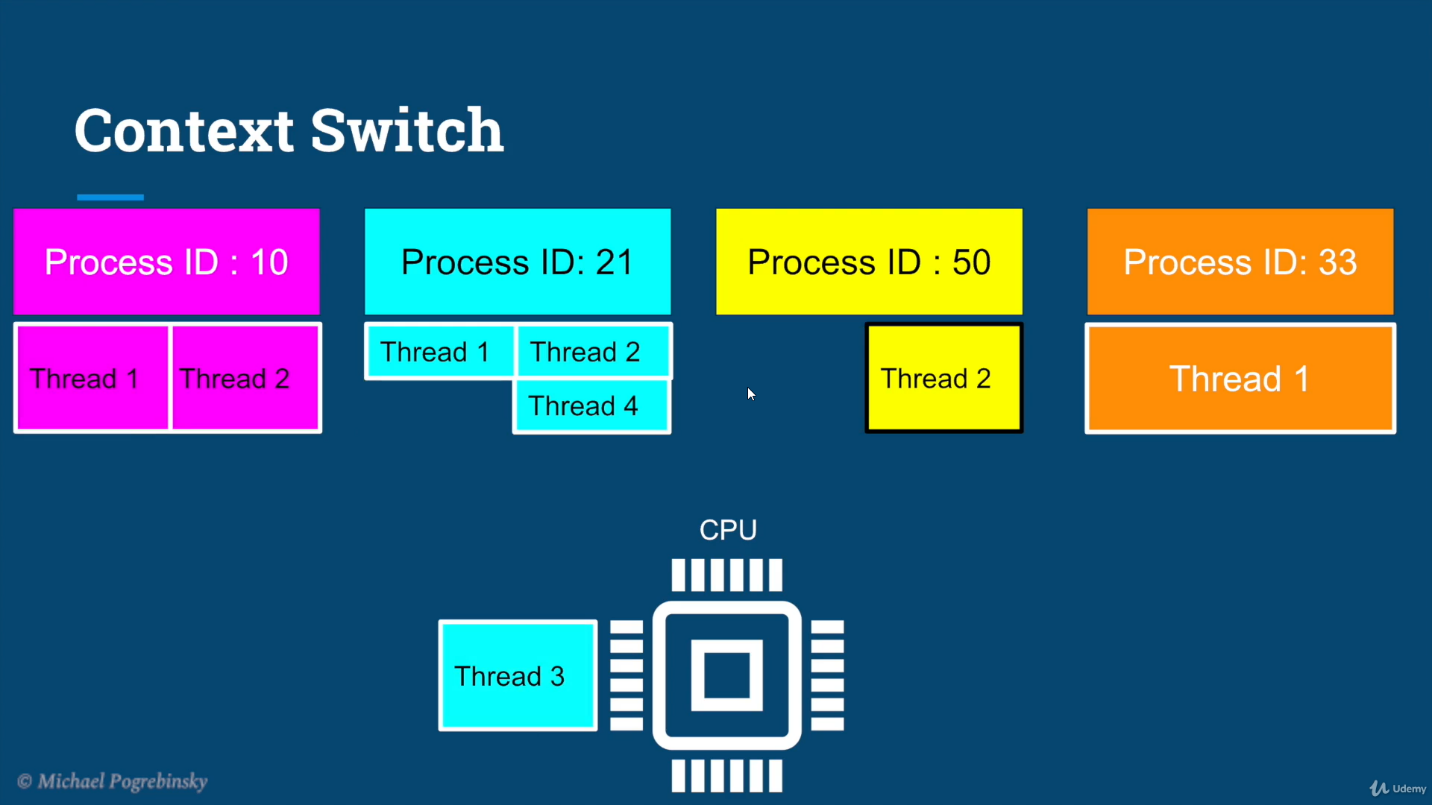 Context Switch
Process ID : 10
Process ID: 21
Process ID : 50
Process ID: 33
Thread 1
Thread 2
Thread 1
Thread 2
Thread 4
Thread 2
Thread 1
CPU
Thread 3
© Michael Pogrebinsky
Udemy